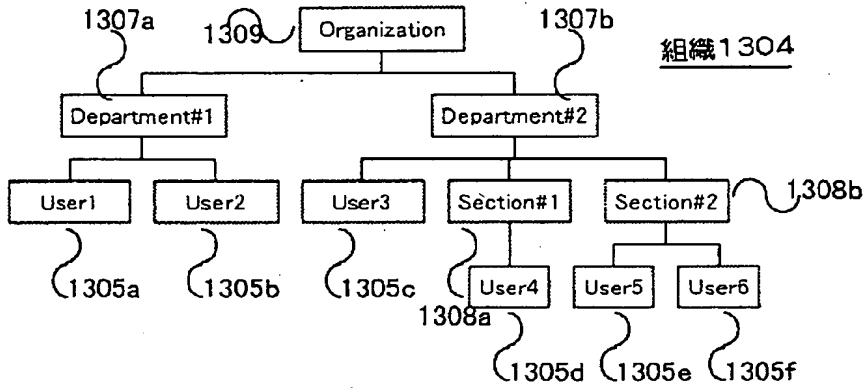 1307a
1309
Organization
1307b
組織1304
Department#1
Department#2
User1
User2
User3
Section#1
Section#2
1308b
1305a
1305b
1305c
1308a
User4
User5
User6
1305d
1305e
1305f